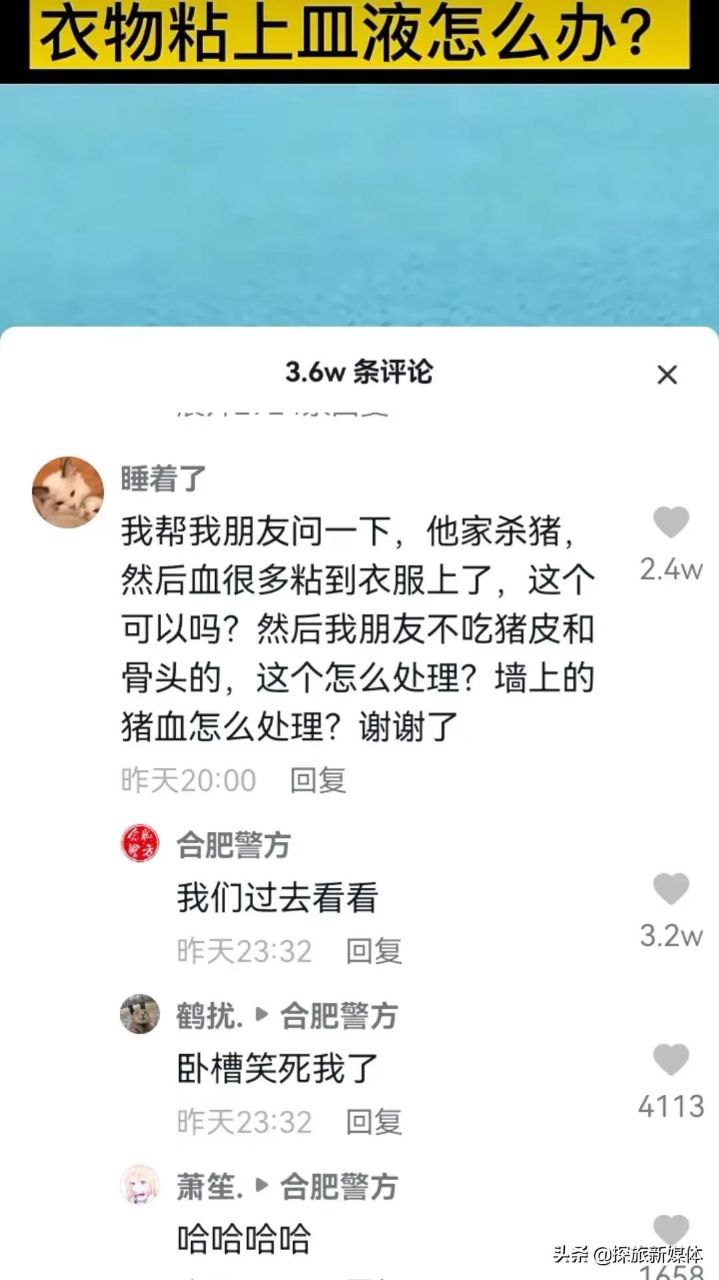 衣物粘上血液怎么办?
3.6w 条评论
睡着了
我帮我朋友问一下，他家杀猪，
然后血很多粘到衣服上了，这个
可以吗？然后我朋友不吃猪皮和
骨头的，这个怎么处理？墙上的
猪血怎么处理？谢谢了
2.4w
昨天20:00 回复
合肥警方
我们过去看看
3.2w
昨天23:32 回复
鹤扰. ▸ 合肥警方
卧槽笑死我了
4113
昨天23:32 回复
萧笙. ▸ 合肥警方
哈哈哈哈
头条 @探旅新媒体
1658